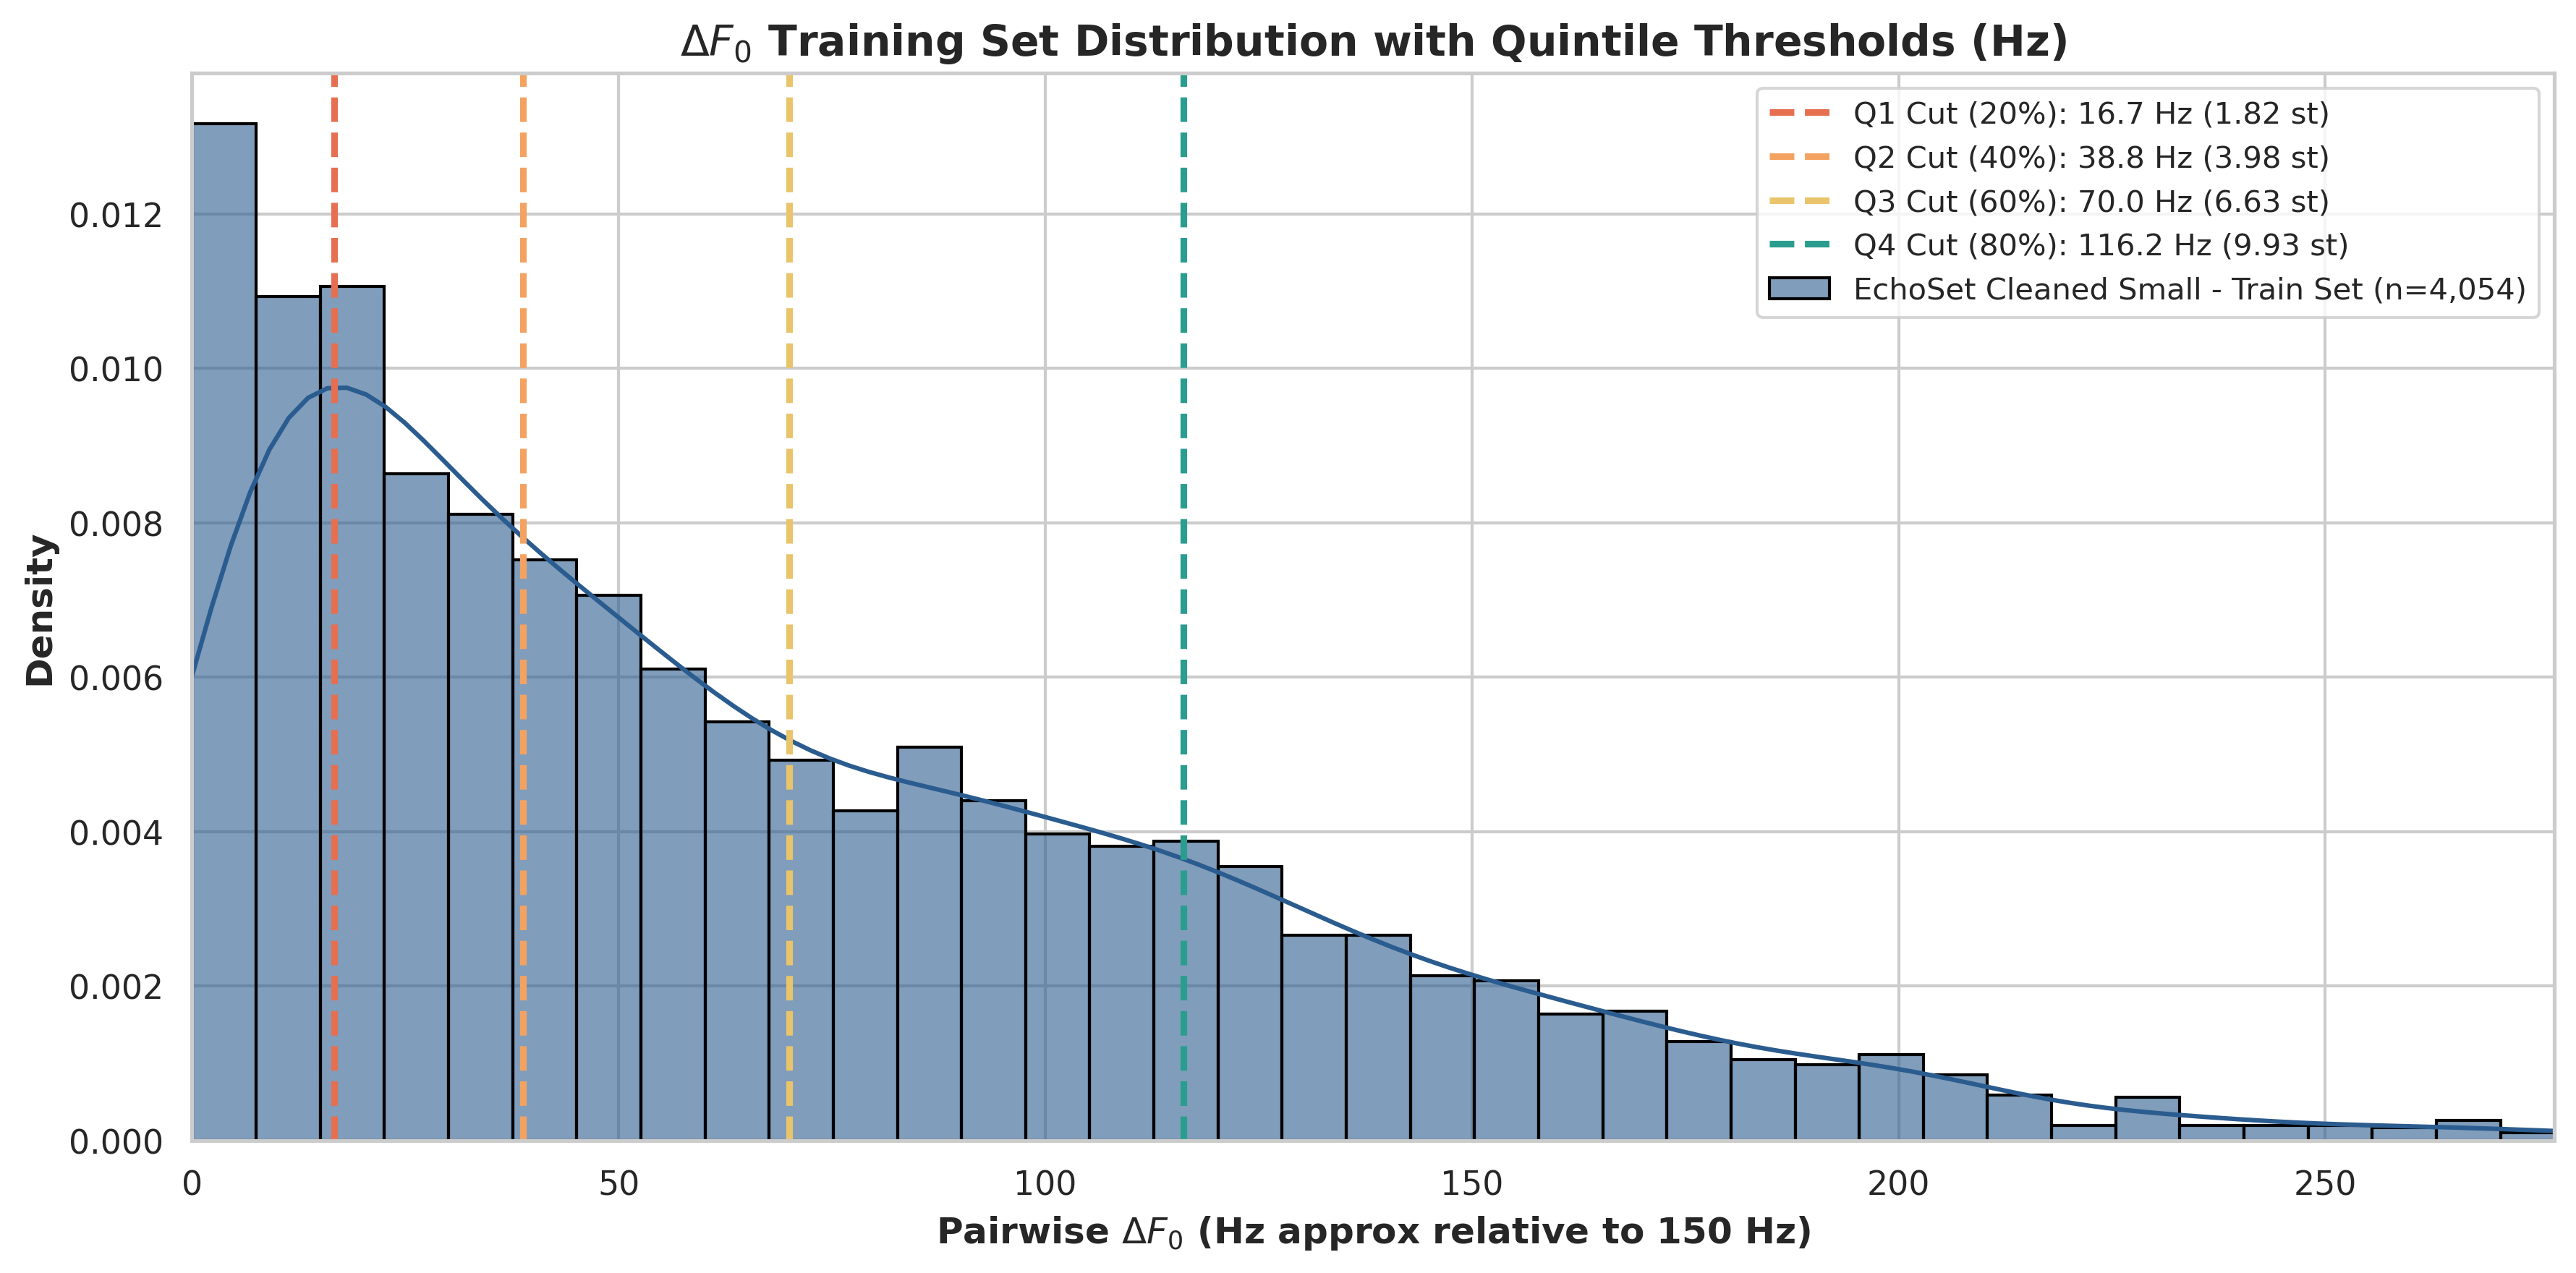 ΔF₀ Training Set Distribution with Quintile Thresholds (Hz)
Q1 Cut (20%): 16.7 Hz (1.82 st)
Q2 Cut (40%): 38.8 Hz (3.98 st)
Q3 Cut (60%): 70.0 Hz (6.63 st)
Q4 Cut (80%): 116.2 Hz (9.93 st)
EchoSet Cleaned Small - Train Set (n=4,054)
Density
0.012
0.010
0.008
0.006
0.004
0.002
0.000
0 50 100 150 200 250
Pairwise ΔF₀ (Hz approx relative to 150 Hz)